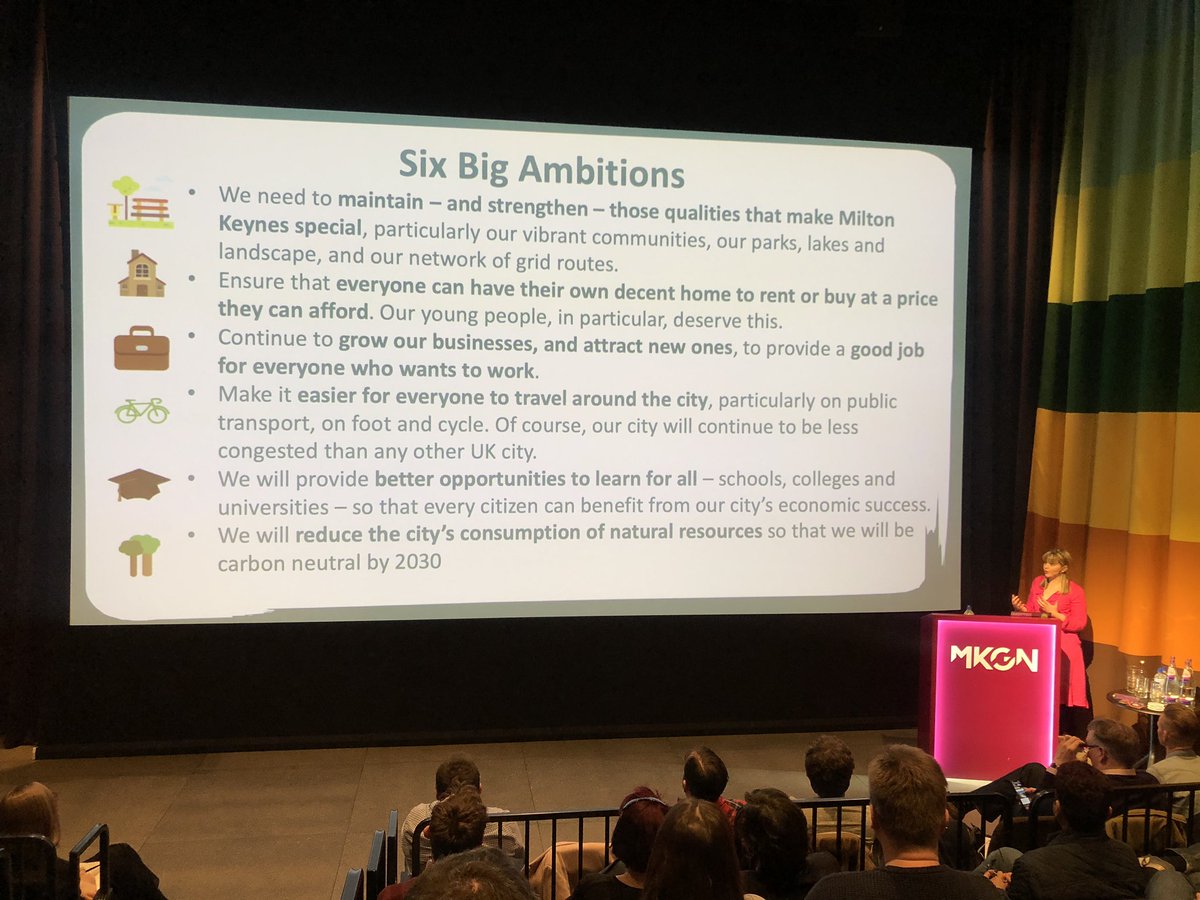 Six Big Ambitions
• We need to maintain – and strengthen – those qualities that make Milton
Keynes special, particularly our vibrant communities, our parks, lakes and
landscape, and our network of grid routes.
• Ensure that everyone can have their own decent home to rent or buy at a price
they can afford. Our young people, in particular, deserve this.
• Continue to grow our businesses, and attract new ones, to provide a good job
for everyone who wants to work.
• Make it easier for everyone to travel around the city, particularly on public
transport, on foot and cycle. Of course, our city will continue to be less
congested than any other UK city.
• We will provide better opportunities to learn for all – schools, colleges and
universities – so that every citizen can benefit from our city's economic success.
• We will reduce the city's consumption of natural resources so that we will be
carbon neutral by 2030
MKGN